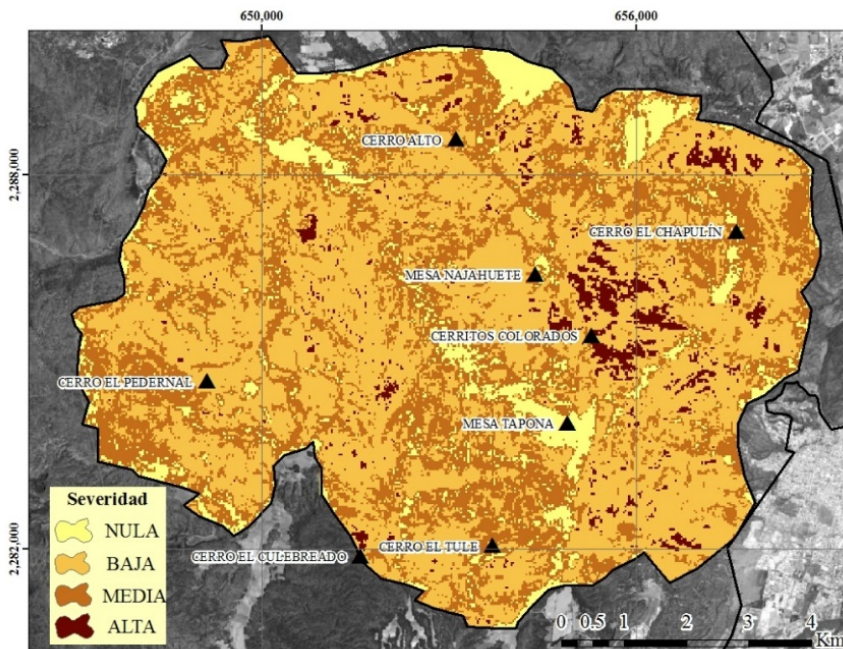 650,000
656,000
2,288,000
2,282,000
CERRO ALTO
CERRO EL CHAPULÍN
MESA NAJAHUETE
CERRITOS COLORADOS
CERRO EL PEDERNAL
MESA TAPONA
CERRO EL TULE
CERRO EL CULEBREADO
Severidad
NULA
BAJA
MEDIA
ALTA
0 0.5 1 2 3 4
Km